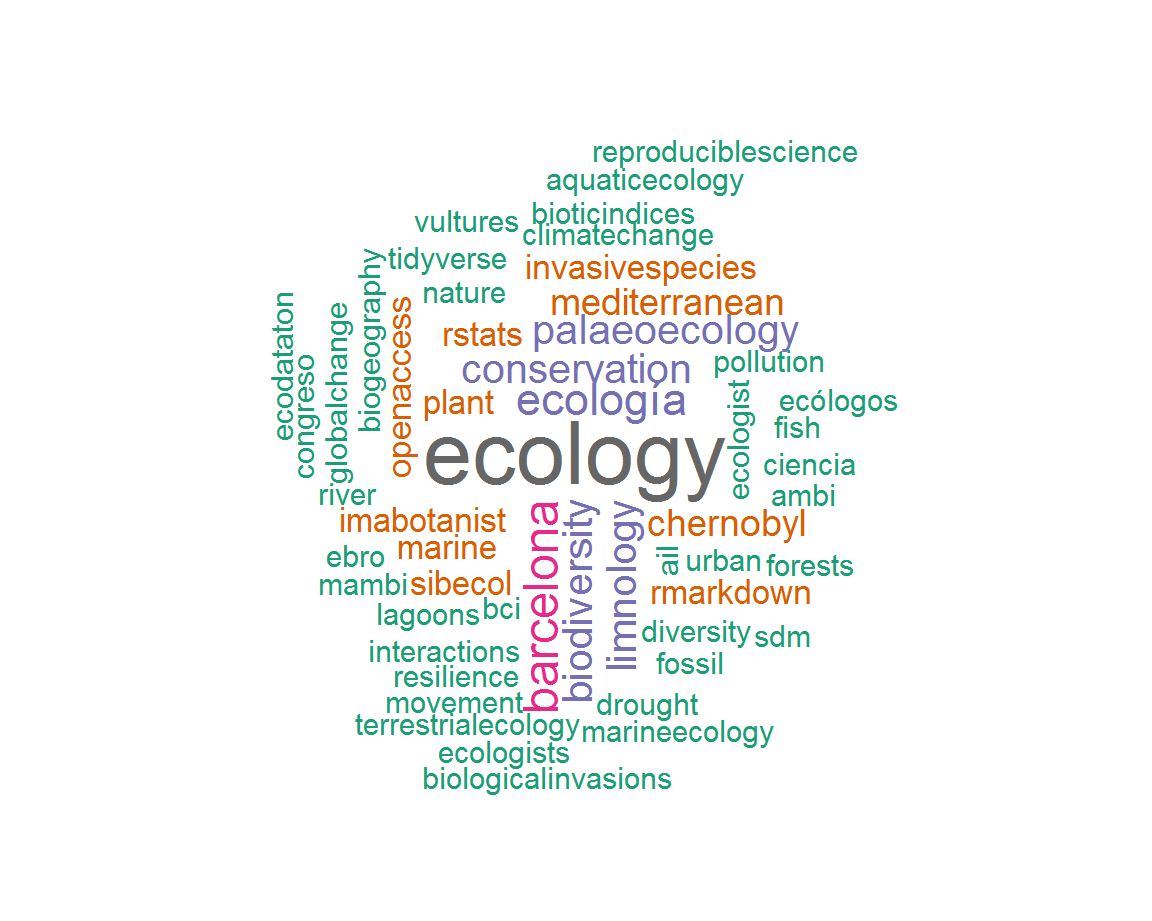 reproduciblescience
aquaticecology
vultures
bioticindices
climatechange
tidyverse
invasivespecies
biogeography
nature
mediterranean
ecodataton
congreso
globalchange
openaccess
rstats
palaeoecology
conservation
pollution
plant
ecología
ecologist
ecólogos
fish
ecology
ciencia
ambi
river
imabotanist
barcelona
biodiversity
limnology
chernobyl
marine
ebro
ail
urban
forests
mambi
sibecol
rmarkdown
lagoons
bci
diversity
sdm
interactions
fossil
resilience
movement
drought
terrestrialecology
marineecology
ecologists
biologicalinvasions